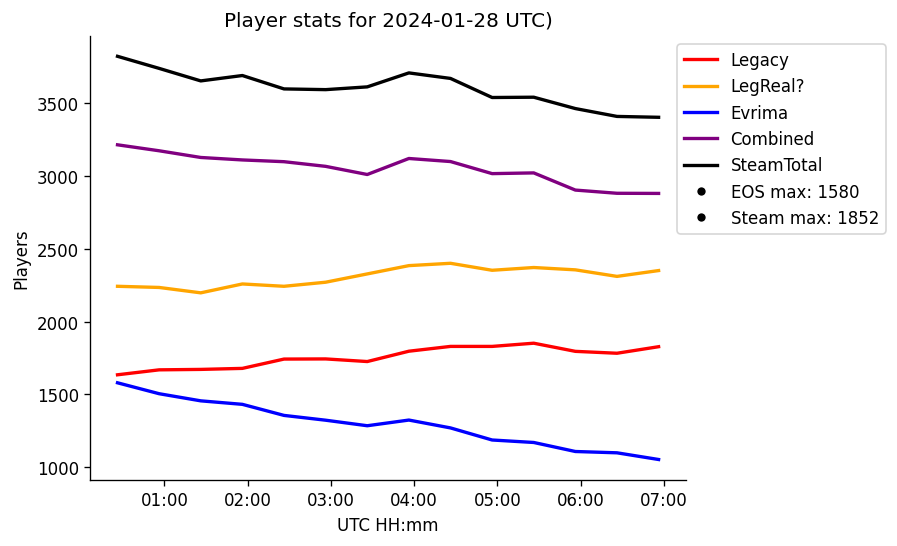 Player stats for 2024-01-28 UTC)
Legacy
LegReal?
Evrima
Combined
SteamTotal
EOS max: 1580
Steam max: 1852
Players
3500
3000
2500
2000
1500
1000
01:00 02:00 03:00 04:00 05:00 06:00 07:00
UTC HH:mm